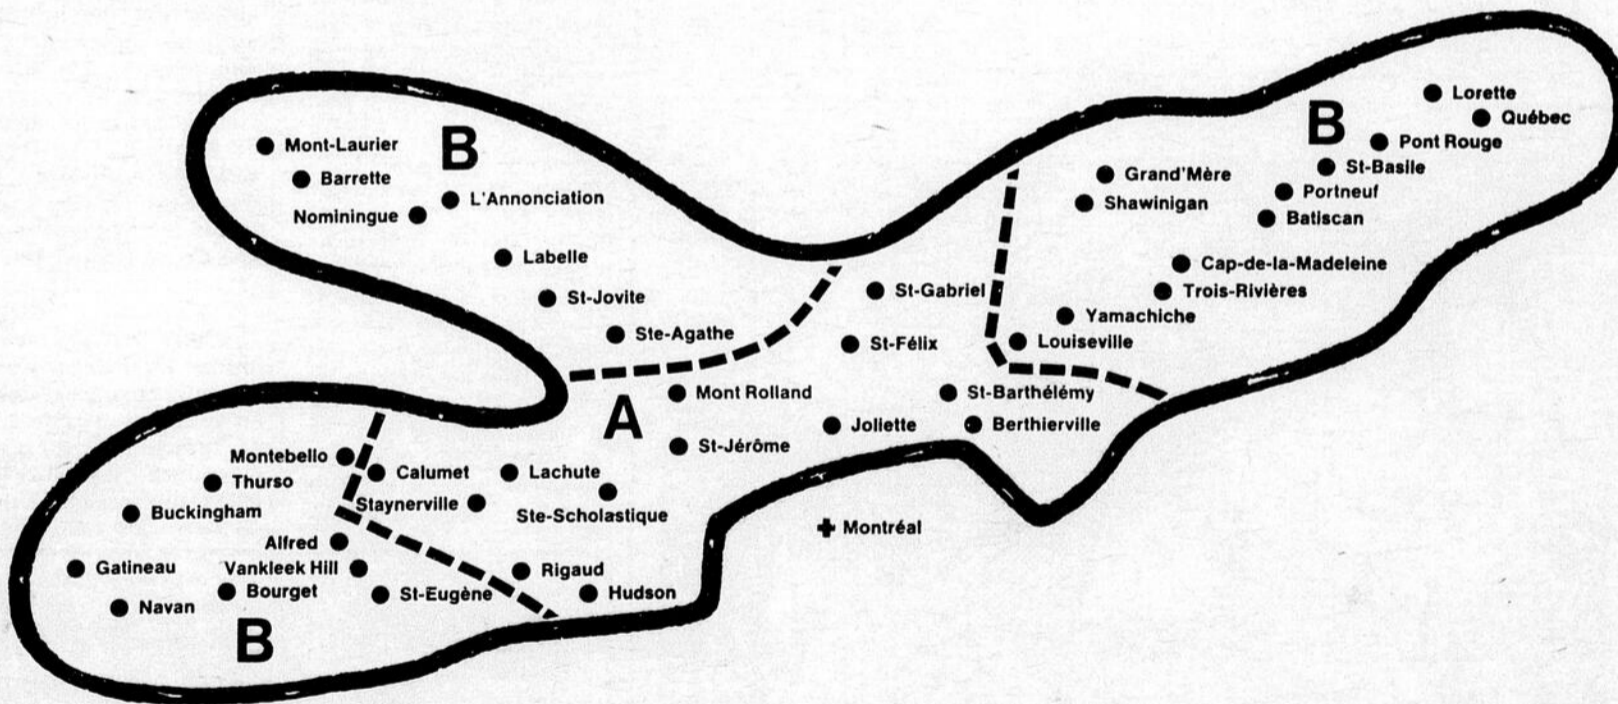 Lorette
Québec
B
Pont Rouge
St-Basile
Portneuf
Batiscan
Grand'Mère
Shawinigan
Cap-de-la-Madeleine
Trois-Rivières
Yamachiche
Louiseville
B
Mont-Laurier
Barrette
L'Annonciation
Nominingue
Labelle
St-Jovite
Ste-Agathe
St-Gabriel
St-Félix
Mont Rolland
A
St-Barthélémy
Berthierville
Joliette
St-Jérôme
Montebello
Thurso
Buckingham
Calumet
Lachute
Staynerville
Ste-Scholastique
Montréal
Alfred
Vankleek Hill
Gatineau
Bourget
Navan
St-Eugène
Rigaud
Hudson
B